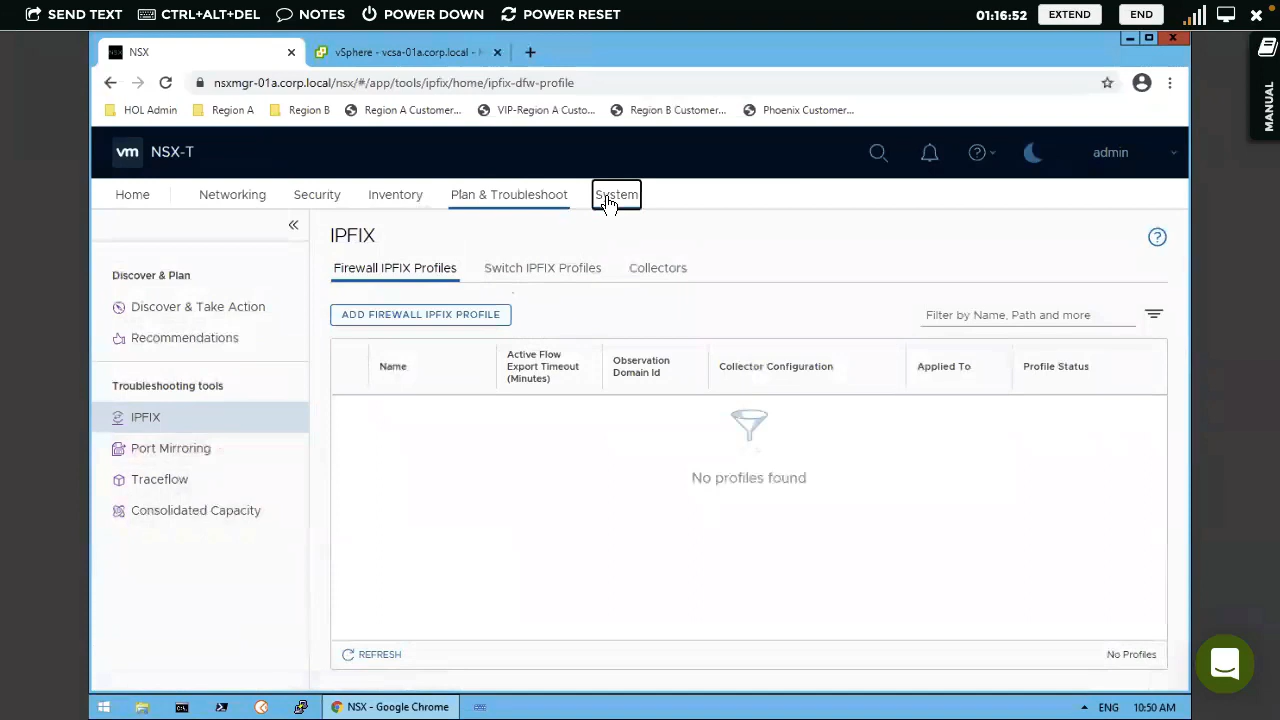 SEND TEXT CTRL+ALT+DEL NOTES POWER DOWN POWER RESET 01:16:52 EXTEND END
NSX vSphere - vcsa-01a.corp.local -
nsxmgr-01a.corp.local/nsx/#/app/tools/ipfix/home/ipfix-dfw-profile
HOL Admin Region A Region B Region A Customer... VIP-Region A Custo... Region B Customer... Phoenix Customer...
MANUAL
vm NSX-T admin
Home Networking Security Inventory Plan & Troubleshoot System
Discover & Plan
Discover & Take Action
Recommendations
Troubleshooting tools
IPFIX
Port Mirroring
Traceflow
Consolidated Capacity
IPFIX
Firewall IPFIX Profiles Switch IPFIX Profiles Collectors
ADD FIREWALL IPFIX PROFILE Filter by Name, Path and more
Name
Active Flow
Export Timeout
(Minutes)
Observation
Domain Id
Collector Configuration
Applied To
Profile Status
No profiles found
REFRESH No Profiles
NSX - Google Chrome ENG 10:50 AM